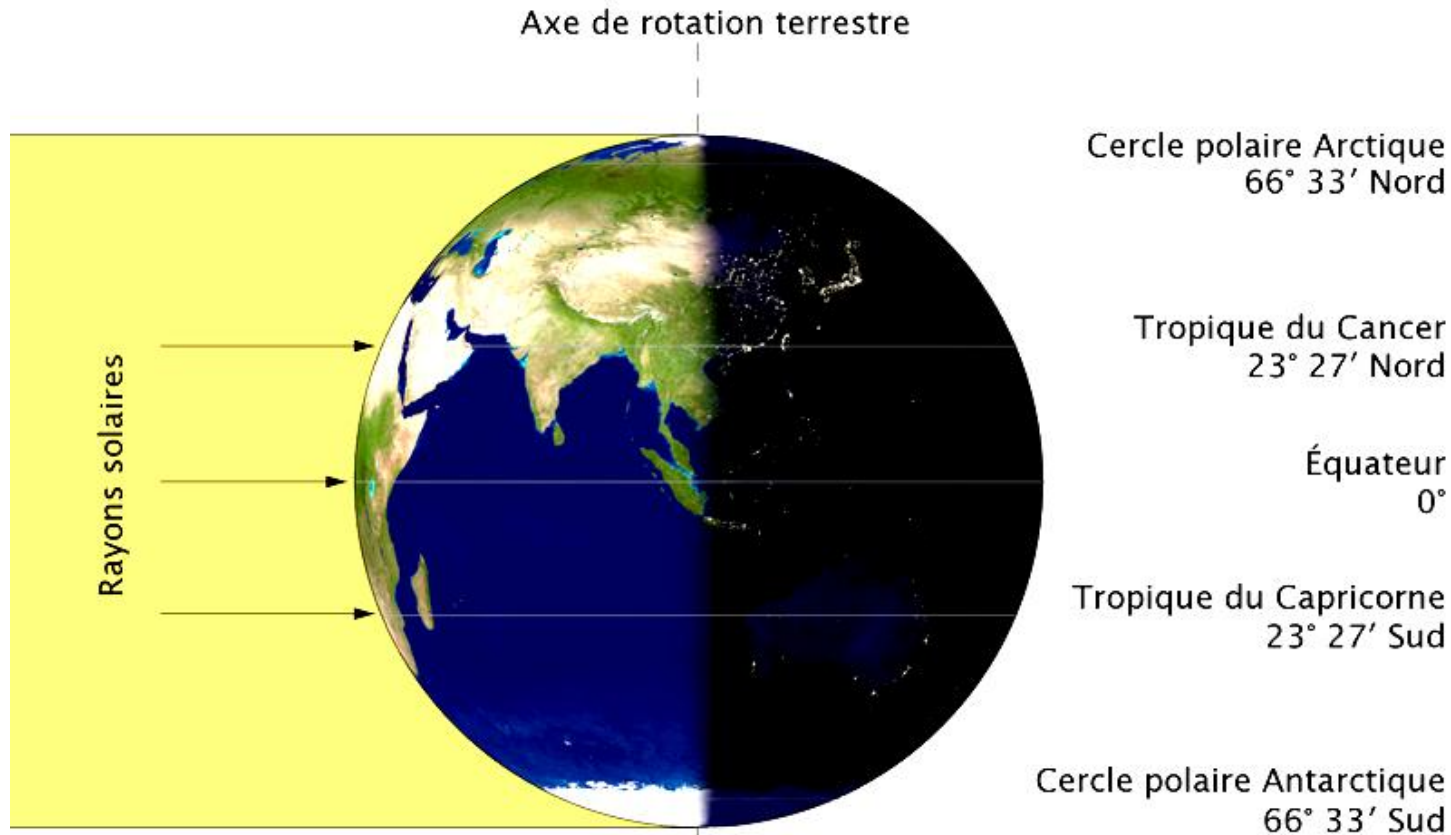 Axe de rotation terrestre
Cercle polaire Arctique
66° 33′ Nord
Tropique du Cancer
23° 27′ Nord
Rayons solaires
Équateur
0°
Tropique du Capricorne
23° 27′ Sud
Cercle polaire Antarctique
66° 33′ Sud